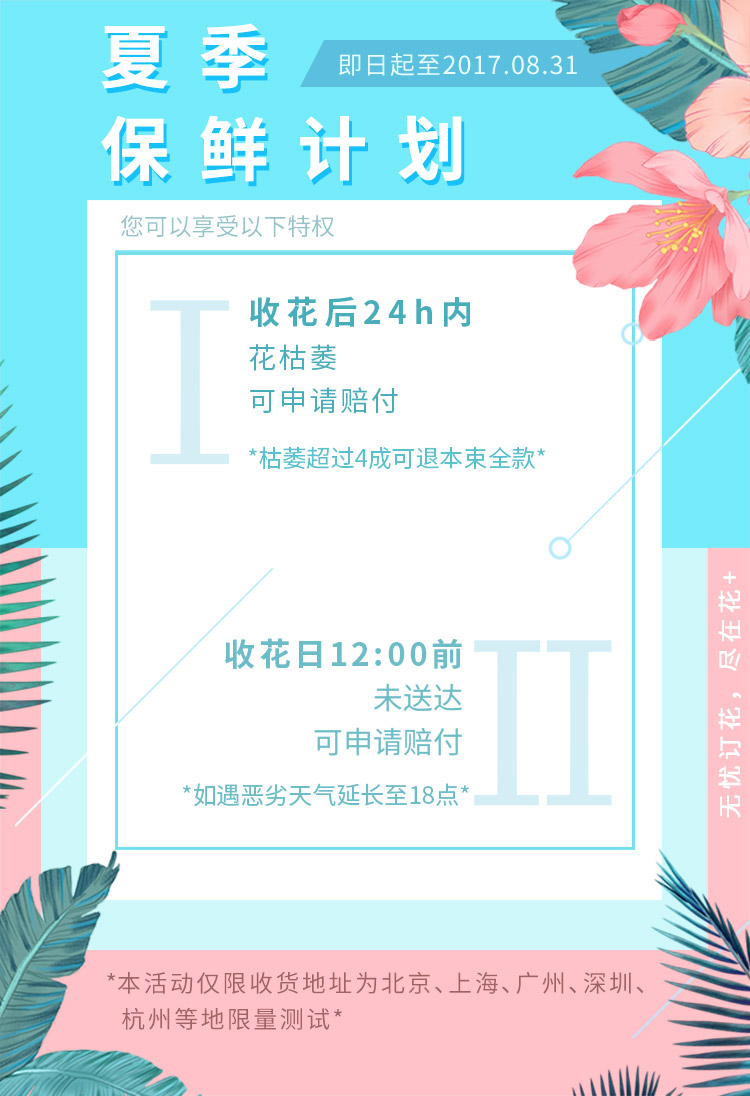 夏季
即日起至2017.08.31
保鲜计划
您可以享受以下特权
I
收花后24h内
花枯萎
可申请赔付
*枯萎超过4成可退本束全款*
II
收花日12:00前
未送达
可申请赔付
*如遇恶劣天气延长至18点*
无忧订花，尽在花+
*本活动仅限收货地址为北京、上海、广州、深圳、
杭州等地限量测试*